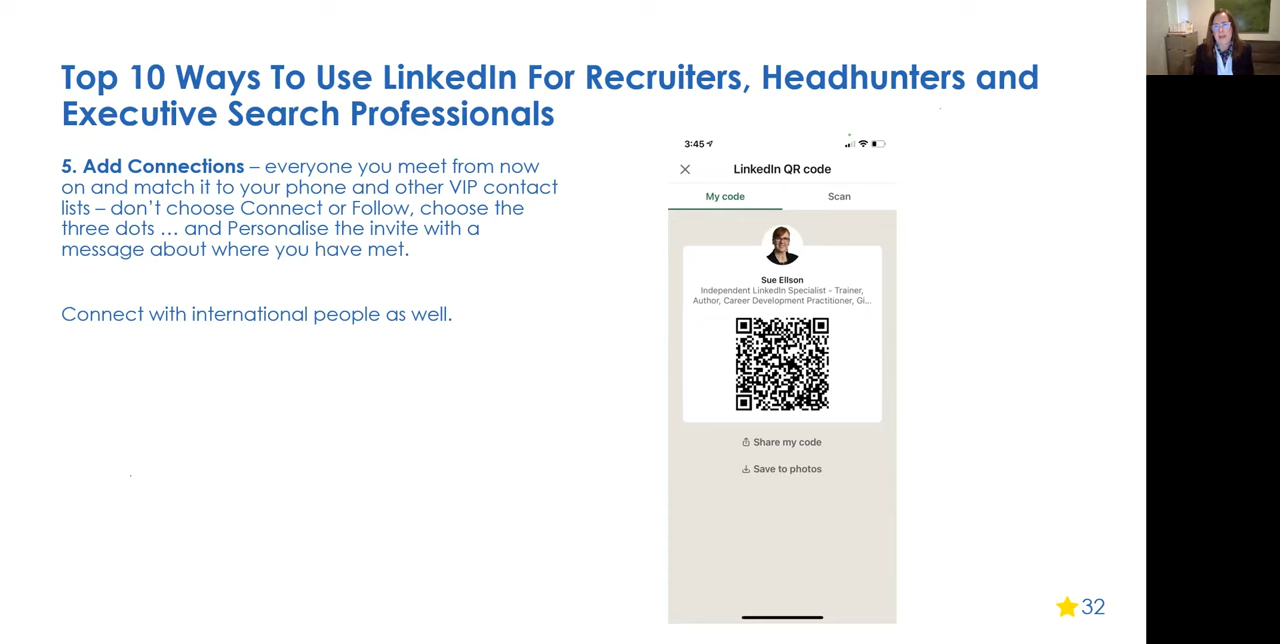 Top 10 Ways To Use LinkedIn For Recruiters, Headhunters and
Executive Search Professionals
5. Add Connections – everyone you meet from now
on and match it to your phone and other VIP contact
lists – don't choose Connect or Follow, choose the
three dots … and Personalise the invite with a
message about where you have met.
Connect with international people as well.
3:45
LinkedIn QR code
My code
Scan
Sue Ellson
Independent LinkedIn Specialist - Trainer,
Author, Career Development Practitioner, Gi...
Share my code
Save to photos
32